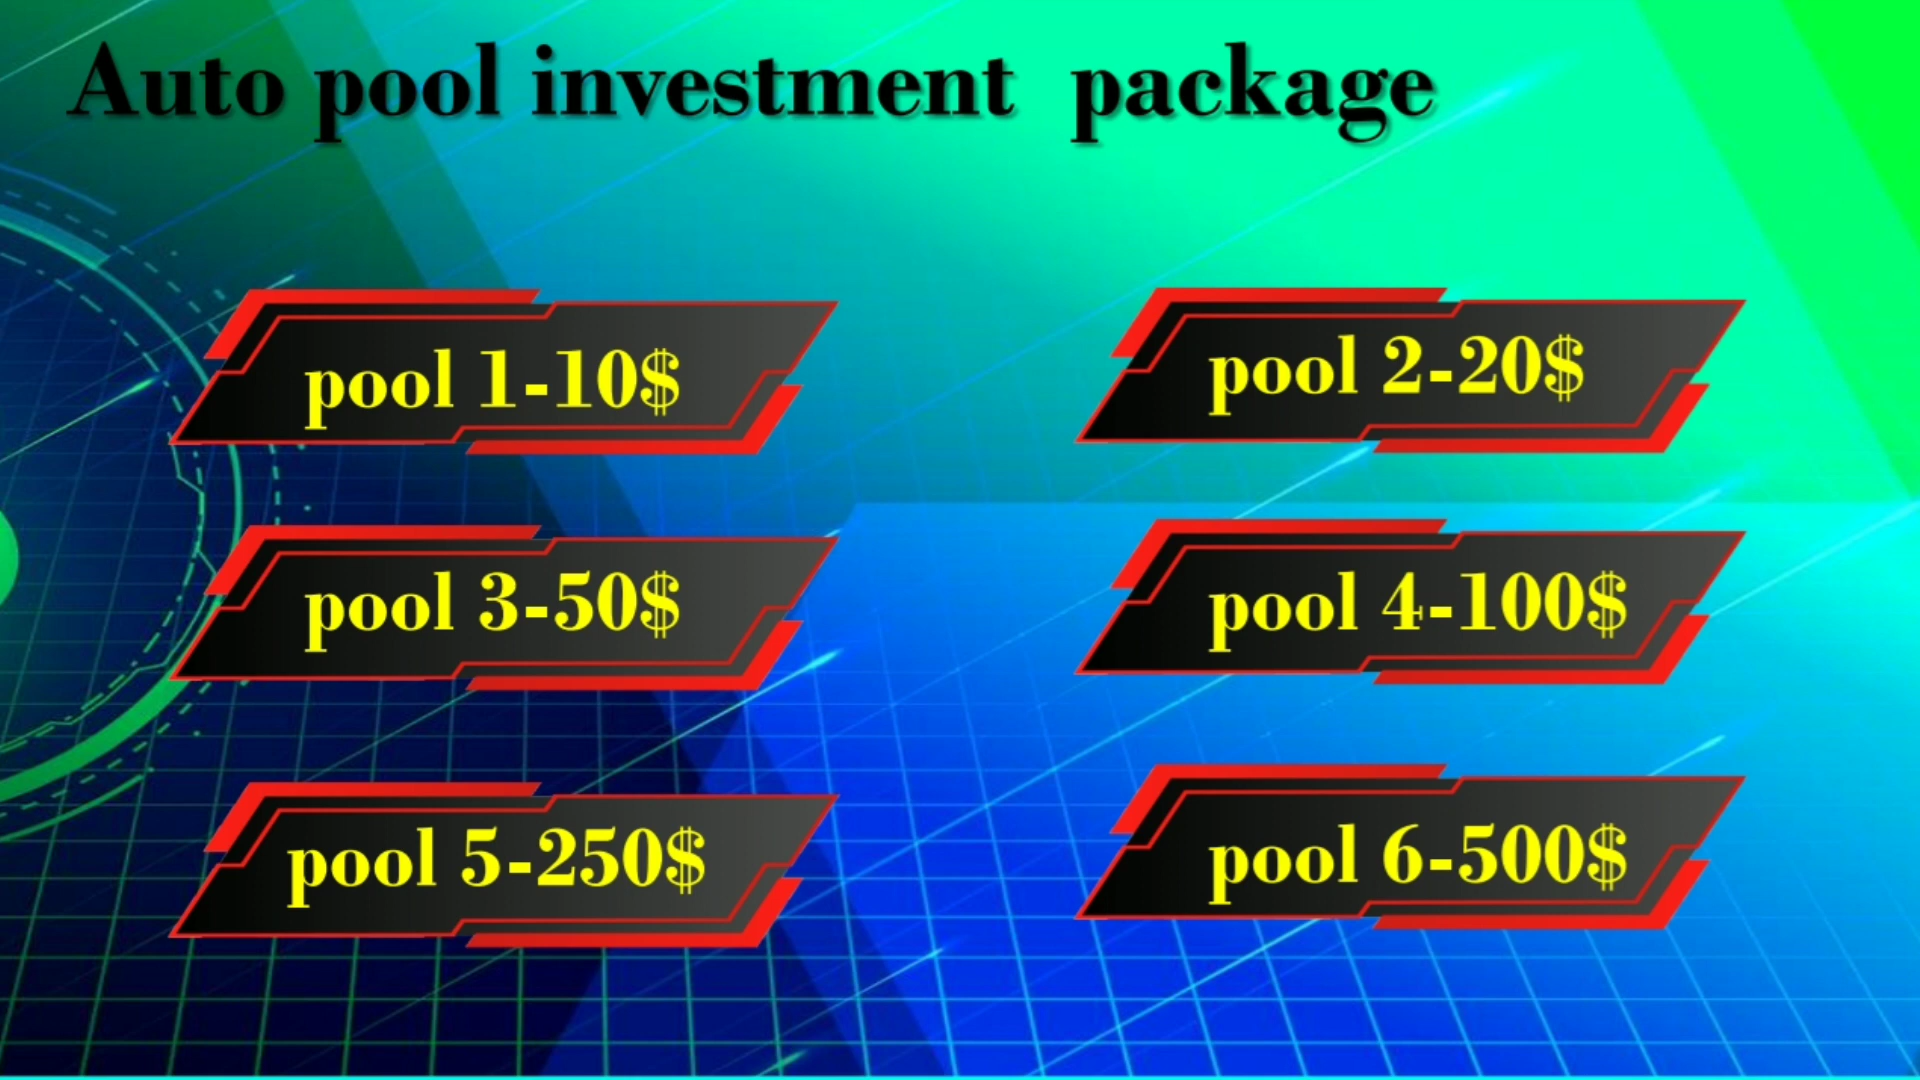 Auto pool investment package
pool 1-10$
pool 2-20$
pool 3-50$
pool 4-100$
pool 5-250$
pool 6-500$